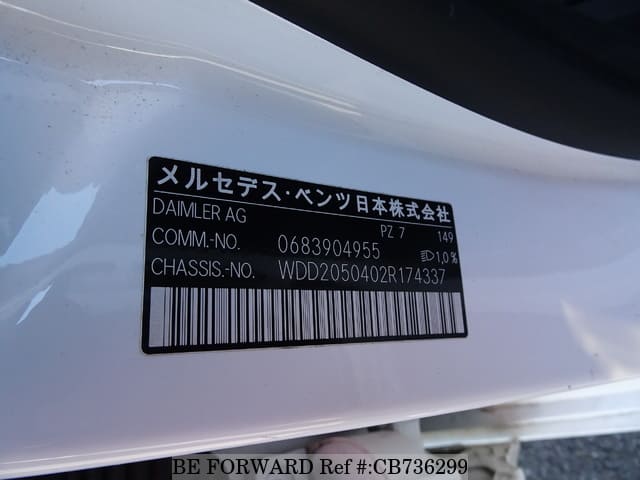 メルセデス・ベンツ日本株式会社
DAIMLER AG PZ 7 149
COMM.-NO. 0683904955 1,0%
CHASSIS.-NO. WDD2050402R174337
BE FORWARD Ref #:CB736299